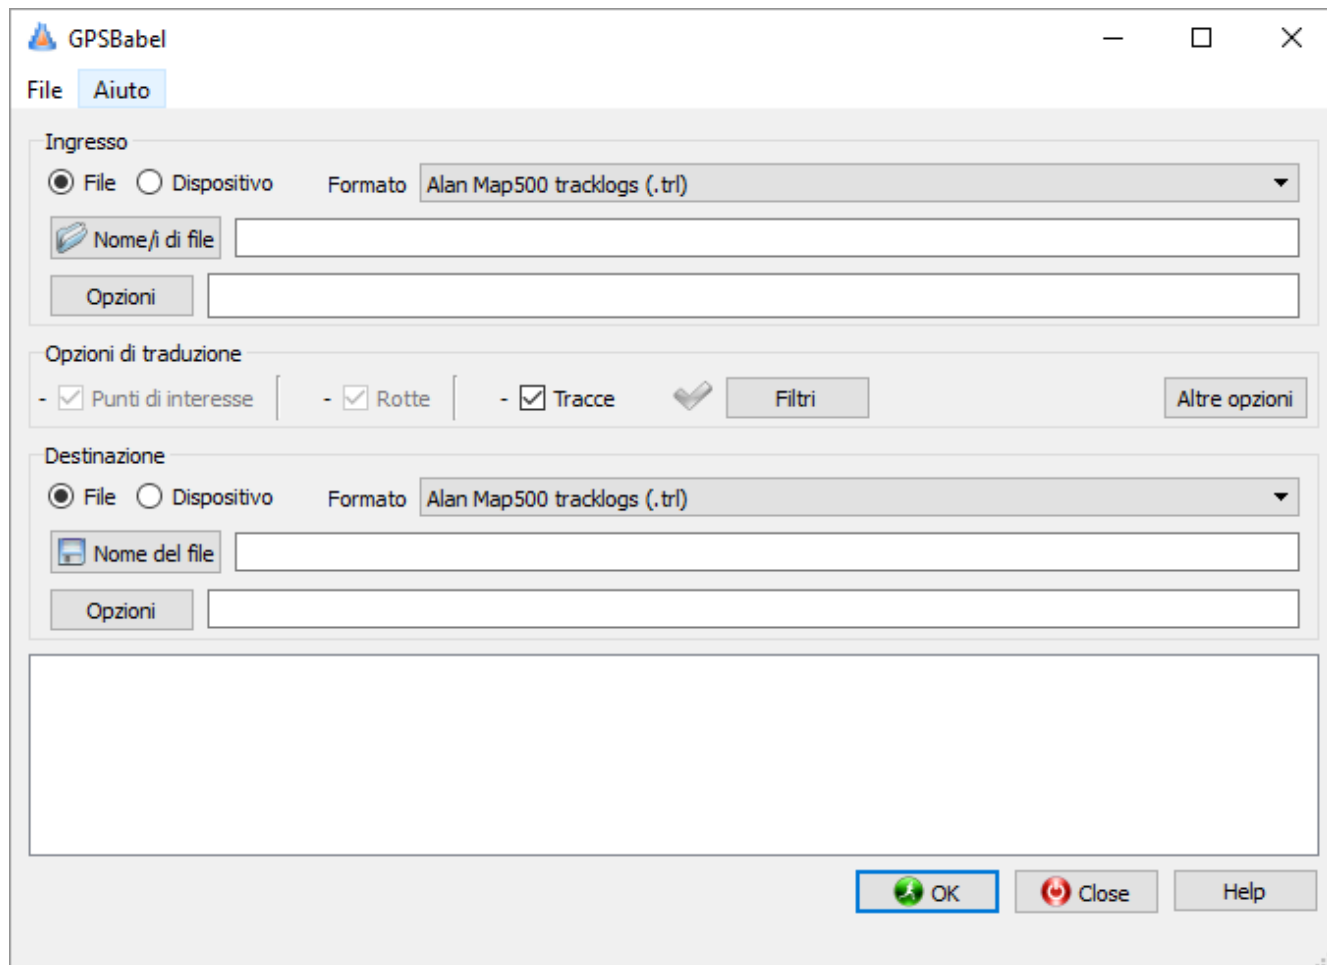 GPSBabel
File Aiuto
Ingresso
File Dispositivo Formato Alan Map500 tracklogs (.trl)
Nome/i di file
Opzioni
Opzioni di traduzione
- Punti di interesse - Rotte - Tracce Filtri Altre opzioni
Destinazione
File Dispositivo Formato Alan Map500 tracklogs (.trl)
Nome del file
Opzioni
OK Close Help